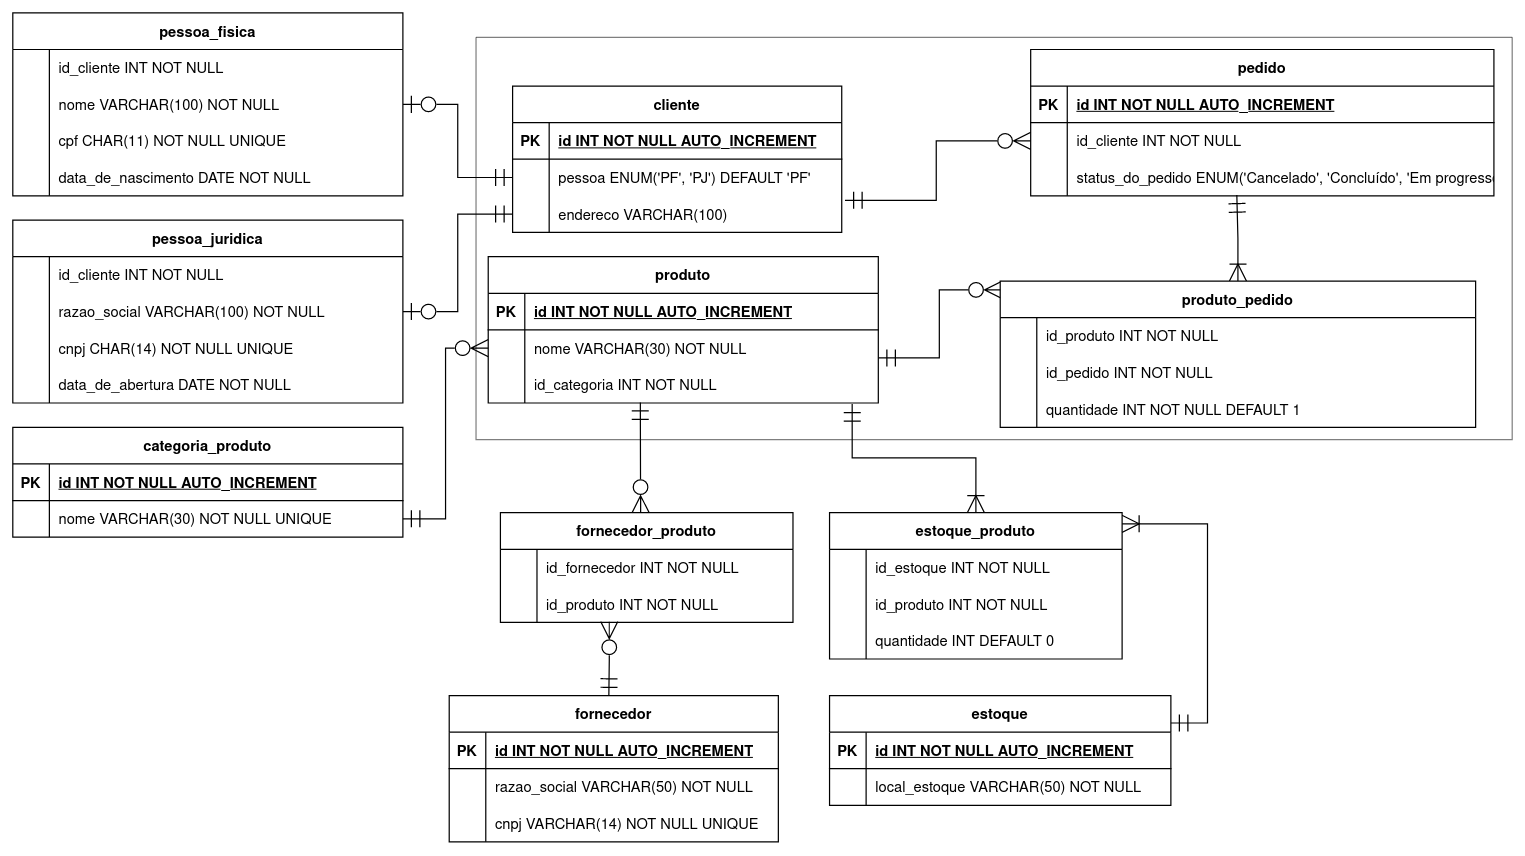 pessoa_fisica
id_cliente INT NOT NULL
nome VARCHAR(100) NOT NULL
cpf CHAR(11) NOT NULL UNIQUE
data_de_nascimento DATE NOT NULL
pessoa_juridica
id_cliente INT NOT NULL
razao_social VARCHAR(100) NOT NULL
cnpj CHAR(14) NOT NULL UNIQUE
data_de_abertura DATE NOT NULL
categoria_produto
PK id INT NOT NULL AUTO_INCREMENT
nome VARCHAR(30) NOT NULL UNIQUE
cliente
PK id INT NOT NULL AUTO_INCREMENT
pessoa ENUM('PF', 'PJ') DEFAULT 'PF'
endereco VARCHAR(100)
pedido
PK id INT NOT NULL AUTO_INCREMENT
id_cliente INT NOT NULL
status_do_pedido ENUM('Cancelado', 'Concluído', 'Em
produto
PK id INT NOT NULL AUTO_INCREMENT
nome VARCHAR(30) NOT NULL
id_categoria INT NOT NULL
produto_pedido
id_produto INT NOT NULL
id_pedido INT NOT NULL
quantidade INT NOT NULL DEFAULT 1
fornecedor_produto
id_fornecedor INT NOT NULL
id_produto INT NOT NULL
estoque_produto
id_estoque INT NOT NULL
id_produto INT NOT NULL
quantidade INT DEFAULT 0
fornecedor
PK id INT NOT NULL AUTO_INCREMENT
razao_social VARCHAR(50) NOT NULL
cnpj VARCHAR(14) NOT NULL UNIQUE
estoque
PK id INT NOT NULL AUTO_INCREMENT
local_estoque VARCHAR(50) NOT NULL